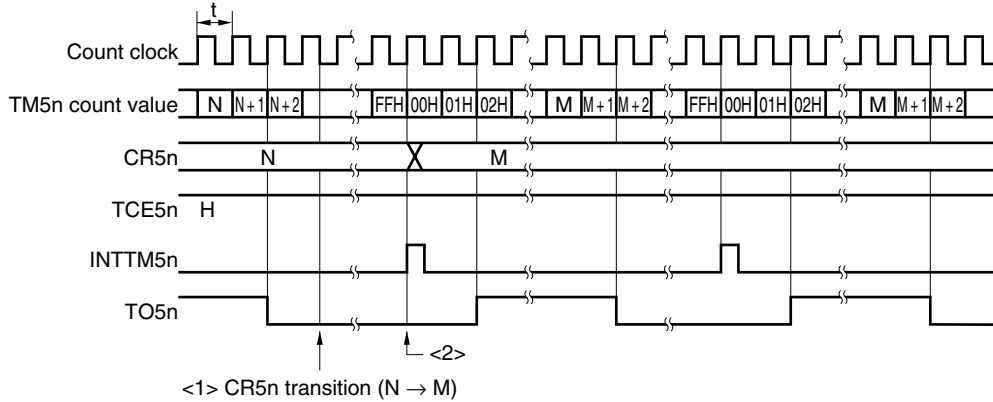 t
Count clock
TM5n count value N N + 1 N + 2 FFH 00H 01H 02H M M + 1 M + 2 FFH 00H 01H 02H M M + 1 M + 2
CR5n N M
TCE5n H
INTTM5n
TO5n
<2>
<1> CR5n transition (N → M)